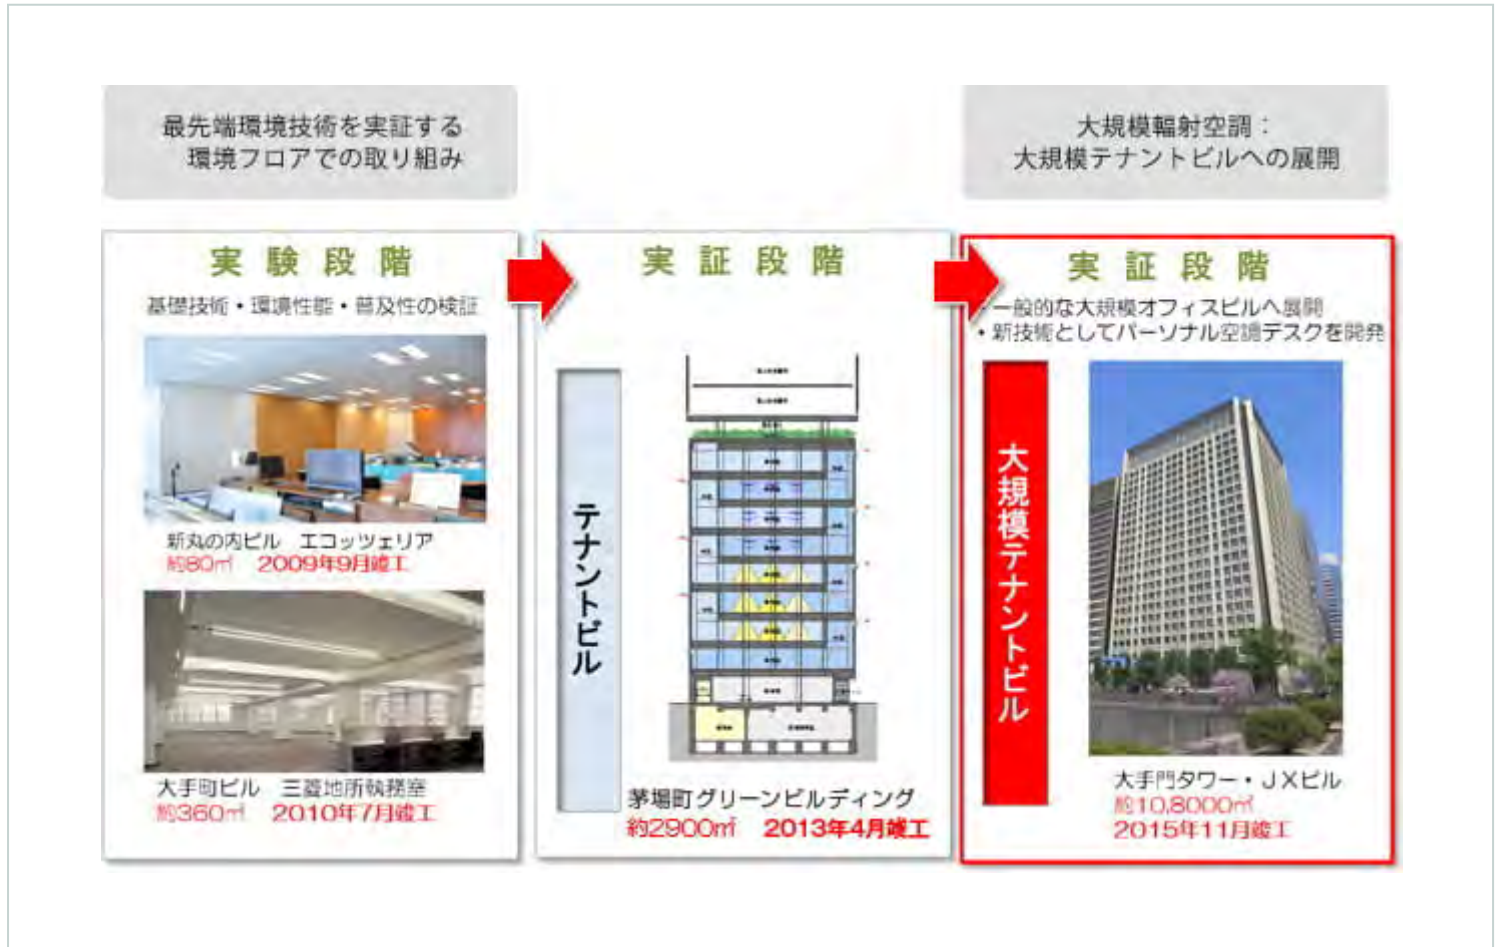 最先端環境技術を実証する
環境フロアでの取り組み
大規模輻射空調：
大規模テナントビルへの展開
実験段階
基礎技術・環境性能・普及性の検証
新丸の内ビル　エコッツェリア
約80㎡　2009年9月竣工
大手町ビル　三菱地所執務室
約360㎡　2010年7月竣工
実証段階
テナントビル
茅場町グリーンビルディング
約2900㎡　2013年4月竣工
実証段階
・一般的な大規模オフィスビルへ展開
・新技術としてパーソナル空調デスクを開発
大規模テナントビル
大手門タワー・ＪＸビル
約10,8000㎡
2015年11月竣工